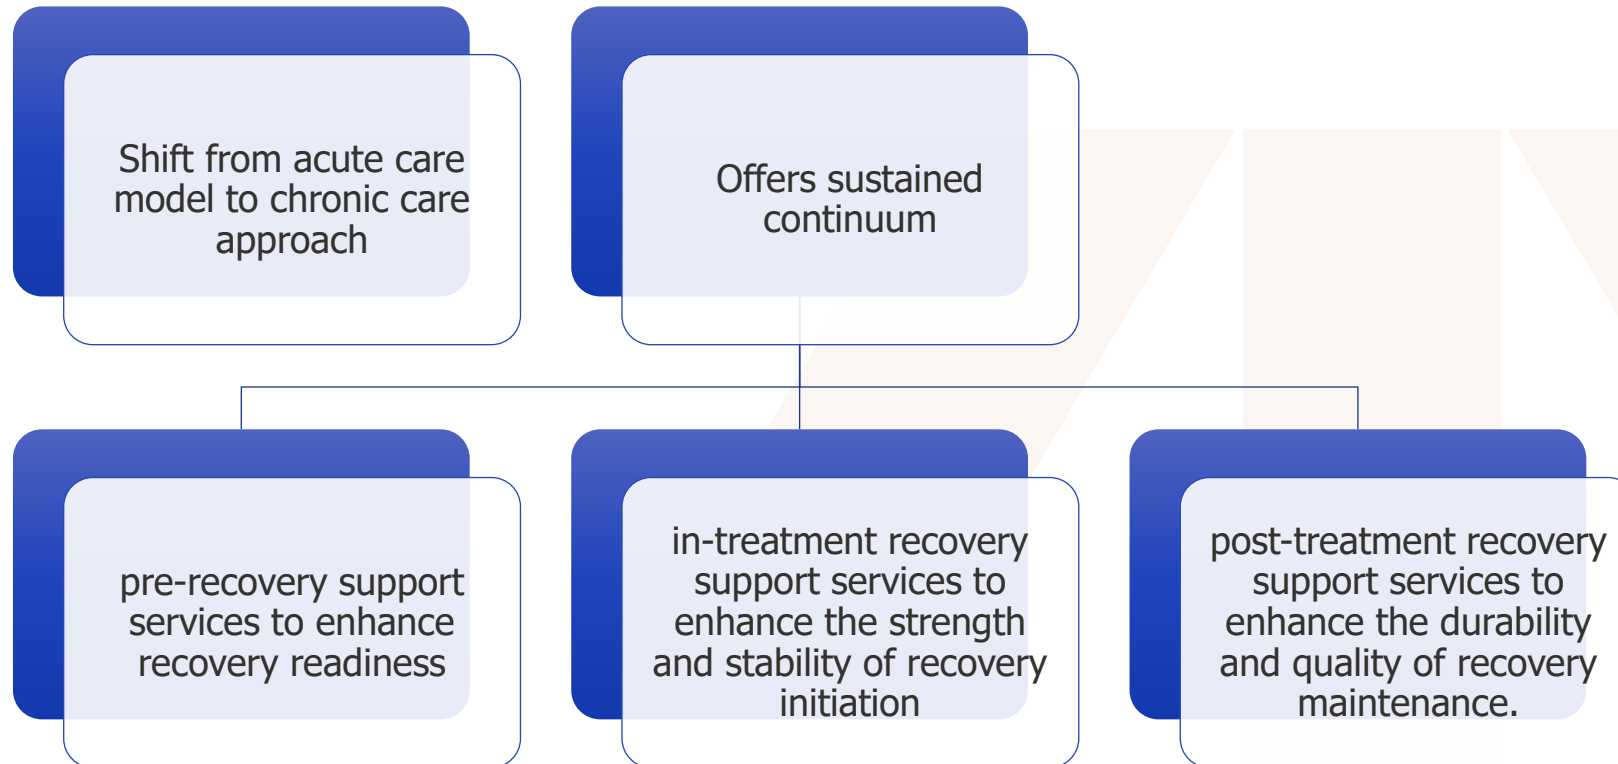 Shift from acute care
model to chronic care
approach
Offers sustained
continuum
pre-recovery support
services to enhance
recovery readiness
in-treatment recovery
support services to
enhance the strength
and stability of recovery
initiation
post-treatment recovery
support services to
enhance the durability
and quality of recovery
maintenance.